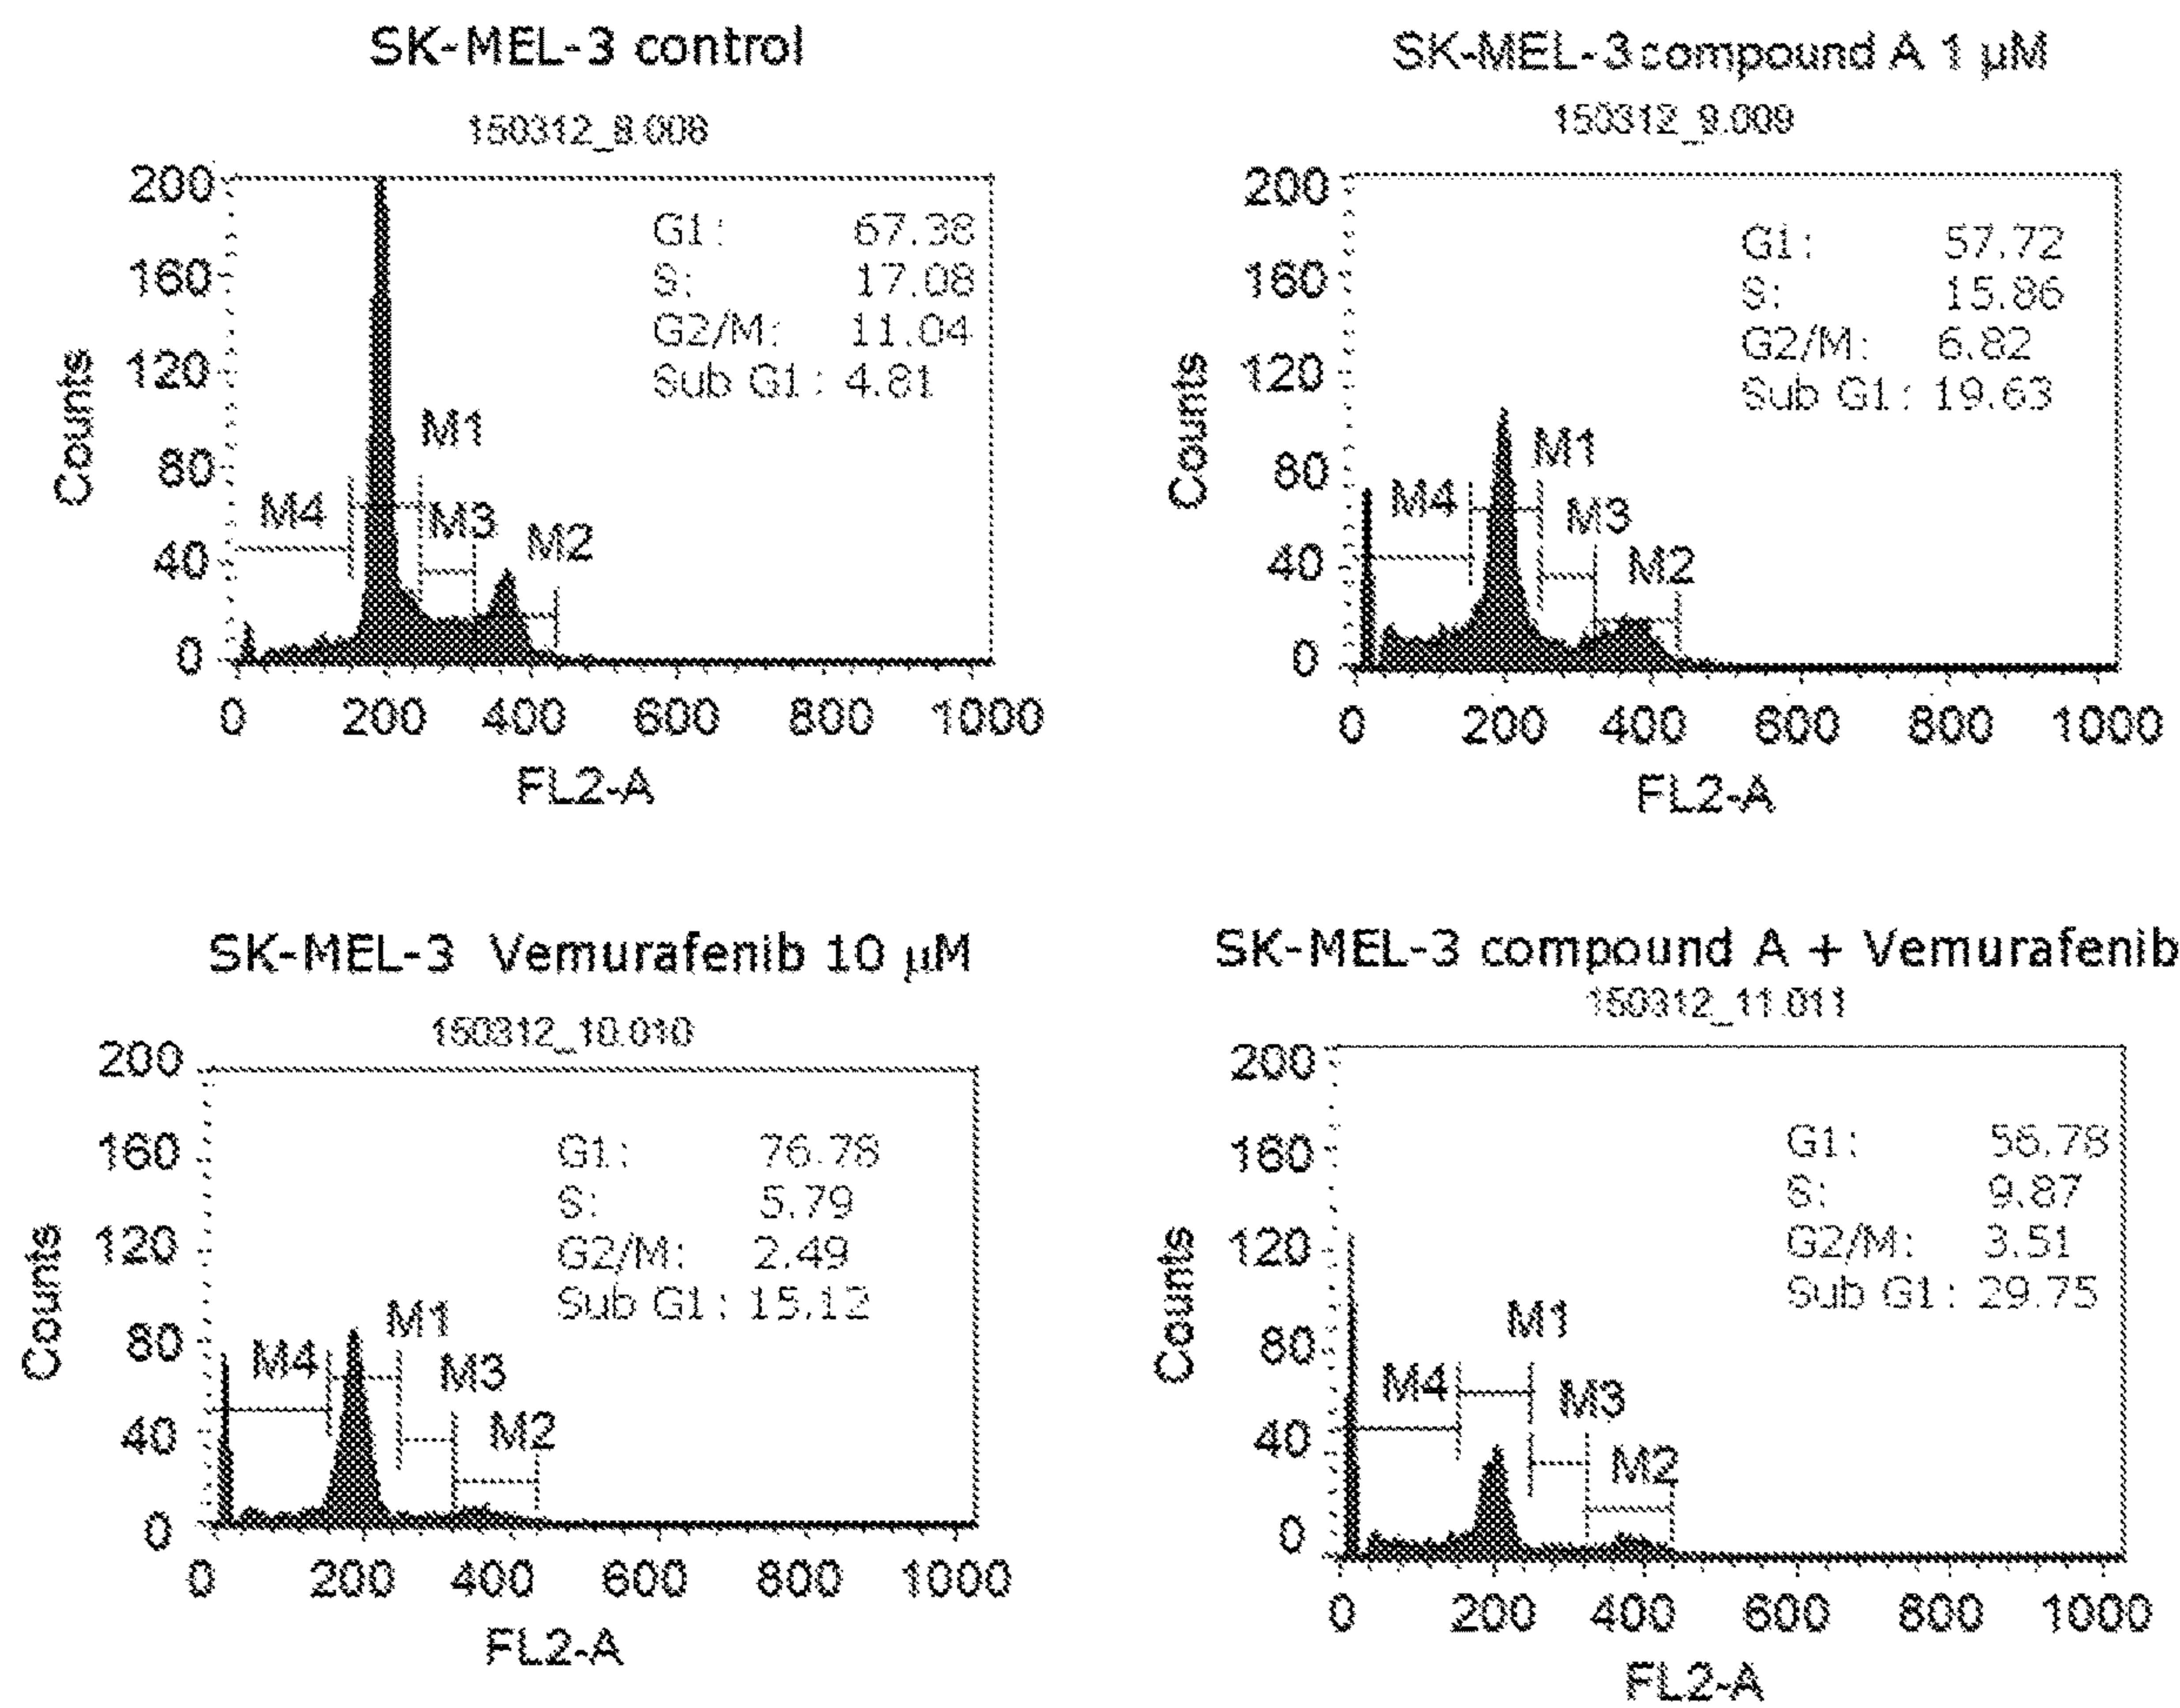 SK-MEL-3 control
150312_8.008
200
160
120
80
40
0
Counts
G1: 67.38
S: 17.08
G2/M: 11.04
Sub G1: 4.81
M1
M4
M3
M2
0 200 400 600 800 1000
FL2-A
SK-MEL-3 compound A 1 µM
150312_9.009
200
160
120
80
40
0
Counts
G1: 57.72
S: 15.86
G2/M: 6.82
Sub G1: 19.63
M1
M4
M3
M2
0 200 400 600 800 1000
FL2-A
SK-MEL-3 Vemurafenib 10 µM
150312_10.010
200
160
120
80
40
0
Counts
G1: 76.78
S: 5.79
G2/M: 2.49
Sub G1: 15.12
M1
M4
M3
M2
0 200 400 600 800 1000
FL2-A
SK-MEL-3 compound A + Vemurafenib
150312_11.011
200
160
120
80
40
0
Counts
G1: 56.78
S: 9.87
G2/M: 3.51
Sub G1: 29.75
M1
M4
M3
M2
0 200 400 600 800 1000
FL2-A